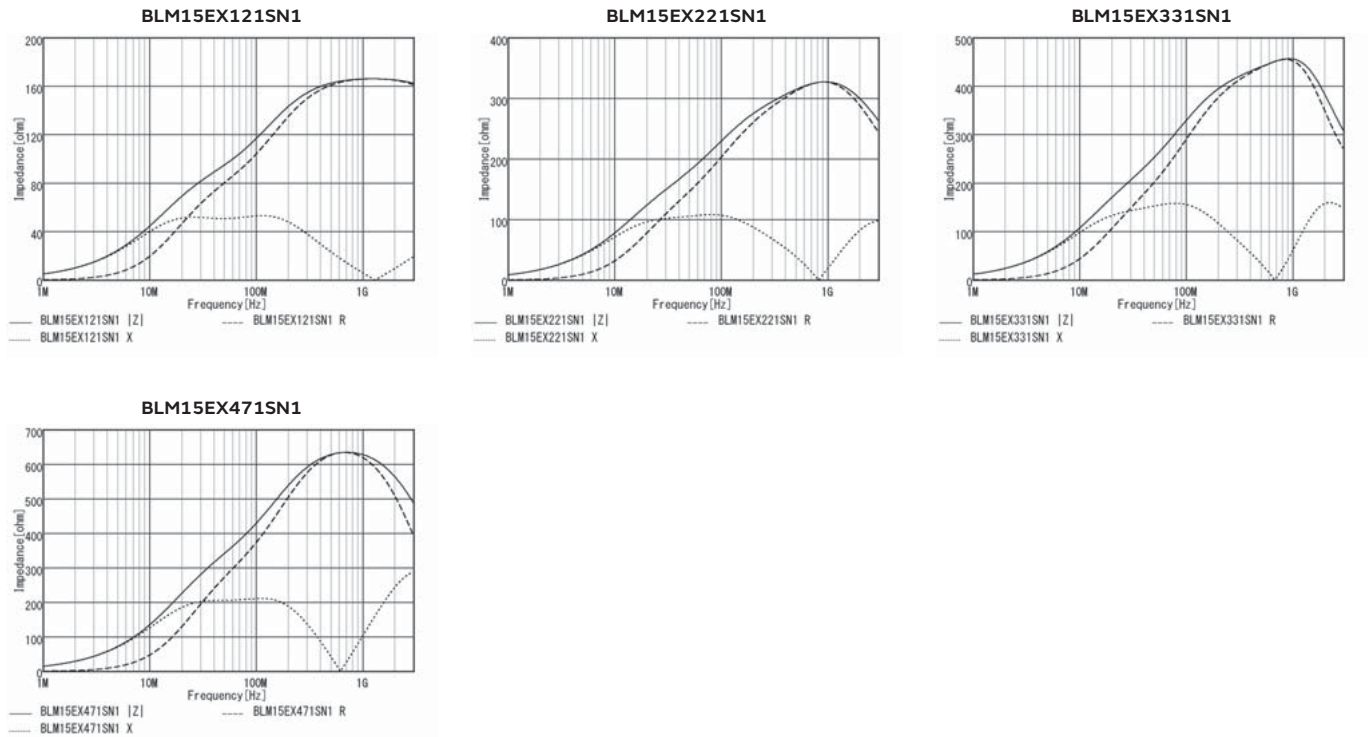 BLM15EX121SN1
200
160
120
80
40
0
Impedance[ohm]
1M 10M 100M 1G
Frequency[Hz]
BLM15EX121SN1 |Z| BLM15EX121SN1 R
BLM15EX121SN1 X
BLM15EX221SN1
400
300
200
100
0
Impedance[ohm]
1M 10M 100M 1G
Frequency[Hz]
BLM15EX221SN1 |Z| BLM15EX221SN1 R
BLM15EX221SN1 X
BLM15EX331SN1
500
400
300
200
100
0
Impedance[ohm]
1M 10M 100M 1G
Frequency[Hz]
BLM15EX331SN1 |Z| BLM15EX331SN1 R
BLM15EX331SN1 X
BLM15EX471SN1
700
600
500
400
300
200
100
0
Impedance[ohm]
1M 10M 100M 1G
Frequency[Hz]
BLM15EX471SN1 |Z| BLM15EX471SN1 R
BLM15EX471SN1 X